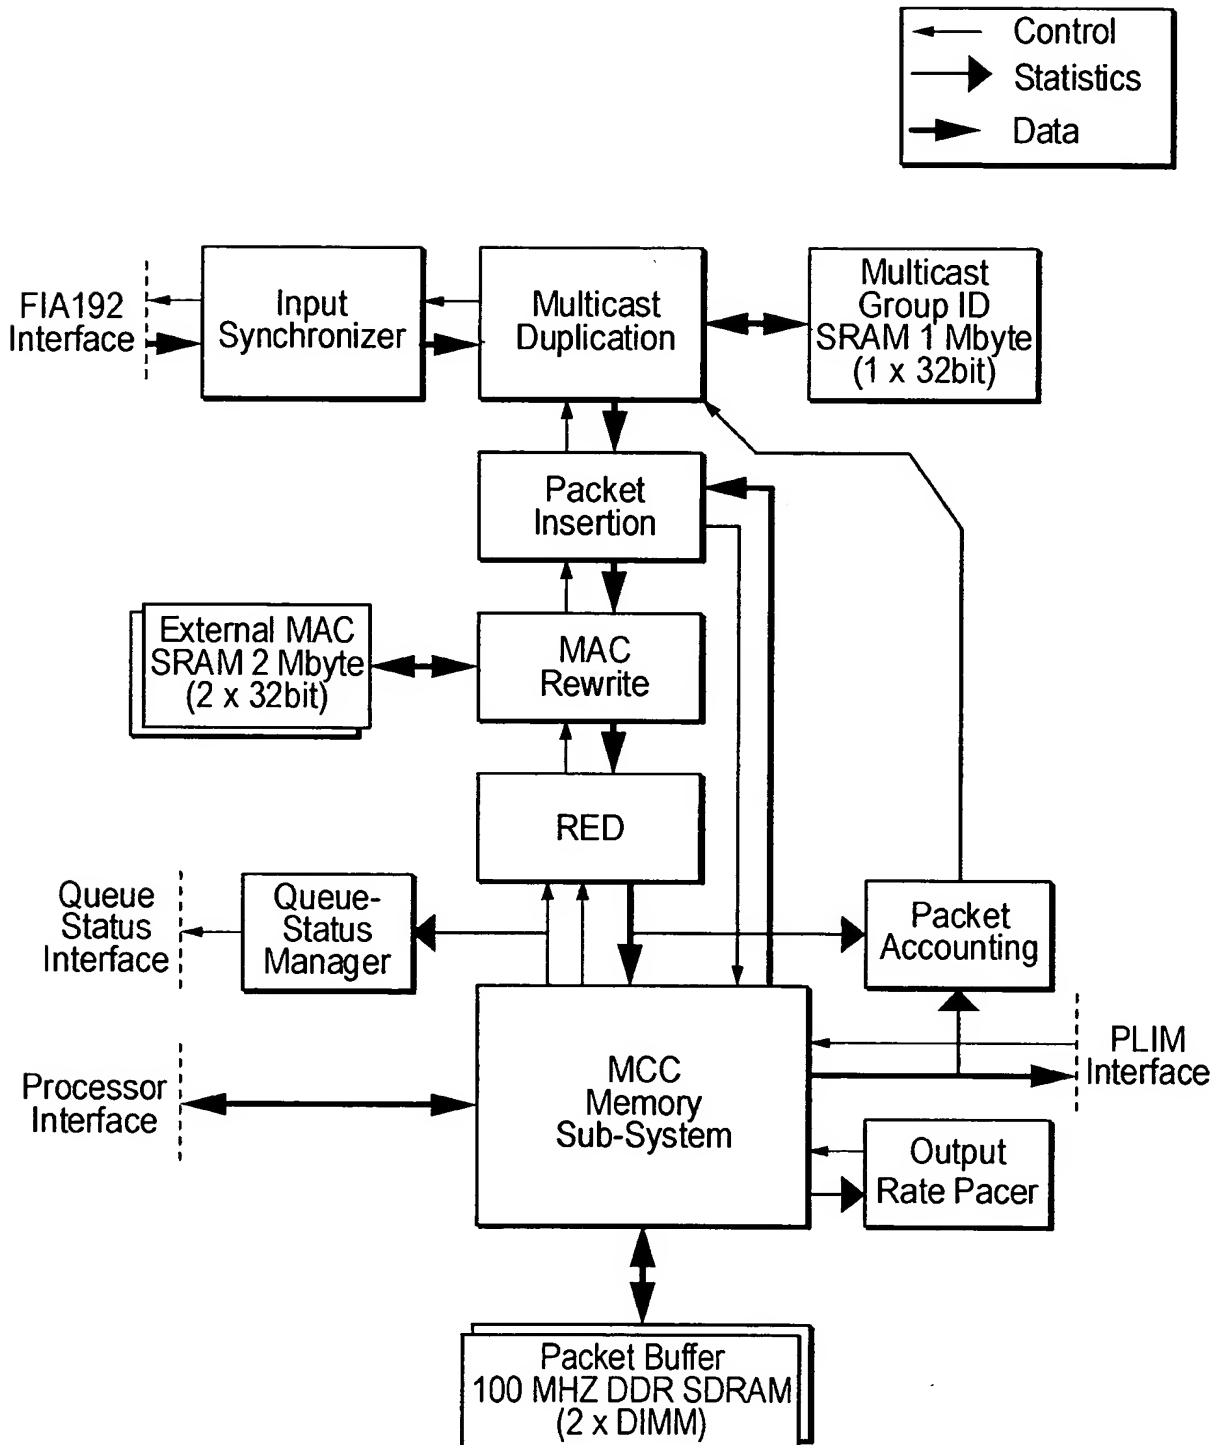 Control
Statistics
Data
FIA192
Interface
Input
Synchronizer
Multicast
Duplication
Multicast
Group ID
SRAM 1 Mbyte
(1 x 32bit)
Packet
Insertion
External MAC
SRAM 2 Mbyte
(2 x 32bit)
MAC
Rewrite
RED
Queue
Status
Interface
Queue-
Status
Manager
Packet
Accounting
Processor
Interface
MCC
Memory
Sub-System
PLIM
Interface
Output
Rate Pacer
Packet Buffer
100 MHZ DDR SDRAM
(2 x DIMM)